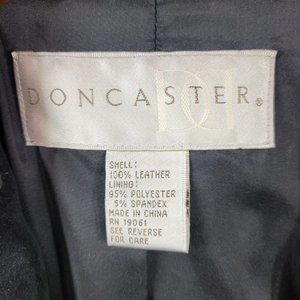 DONCASTER®
SHELL:
100% LEATHER
LINING:
95% POLYESTER
5% SPANDEX
MADE IN CHINA
RN 19061
SEE REVERSE
FOR CARE